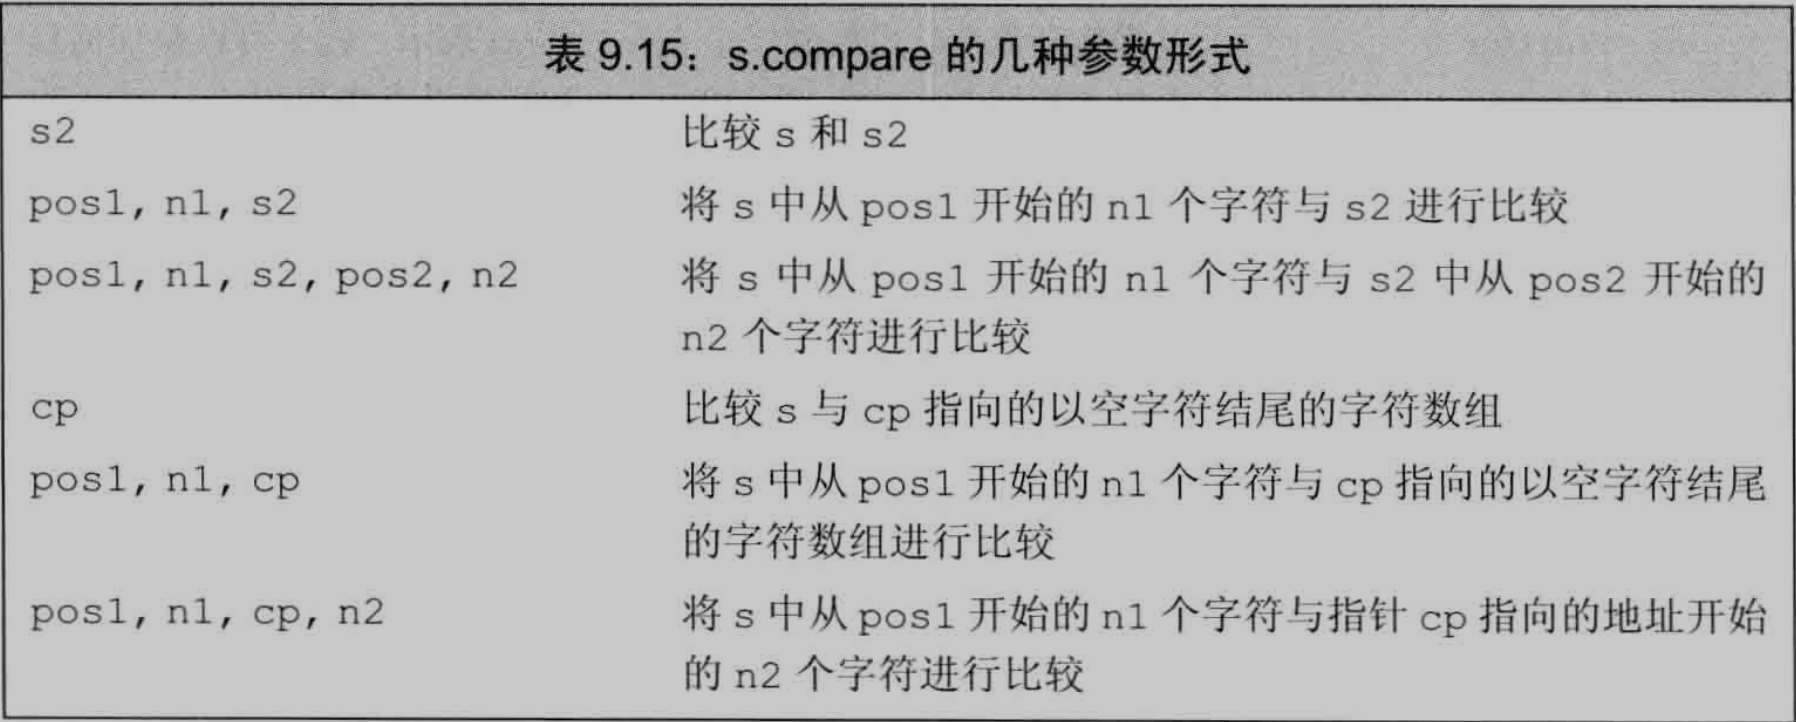 表 9.15：s.compare 的几种参数形式
s2 比较 s 和 s2
pos1, n1, s2 将 s 中从 pos1 开始的 n1 个字符与 s2 进行比较
pos1, n1, s2, pos2, n2 将 s 中从 pos1 开始的 n1 个字符与 s2 中从 pos2 开始的
n2 个字符进行比较
cp 比较 s 与 cp 指向的以空字符结尾的字符数组
pos1, n1, cp 将 s 中从 pos1 开始的 n1 个字符与 cp 指向的以空字符结尾
的字符数组进行比较
pos1, n1, cp, n2 将 s 中从 pos1 开始的 n1 个字符与指针 cp 指向的地址开始
的 n2 个字符进行比较